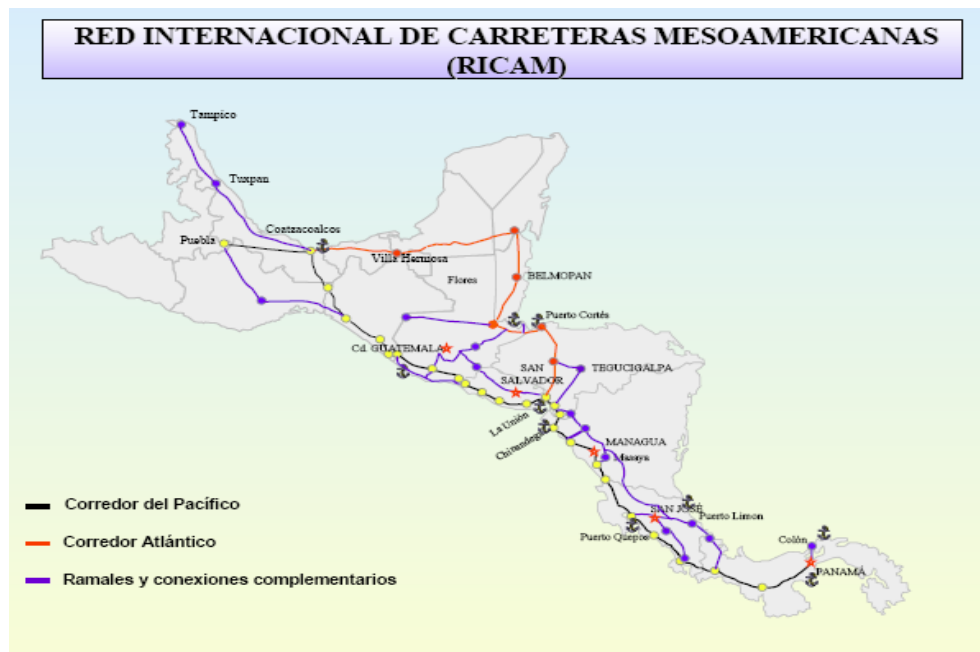 RED INTERNACIONAL DE CARRETERAS MESOAMERICANAS
(RICAM)
Tampico
Tuxpan
Coatzacoalcos
Puebla
Villa Hermosa
Flores
BELMOPAN
Puerto Cortés
Cd. GUATEMALA
SAN
SALVADOR
TEGUCIGALPA
La Unión
Chinandega
MANAGUA
Masaya
SAN JOSÉ
Puerto Limon
Puerto Quepos
Colón
PANAMÁ
Corredor del Pacífico
Corredor Atlántico
Ramales y conexiones complementarios